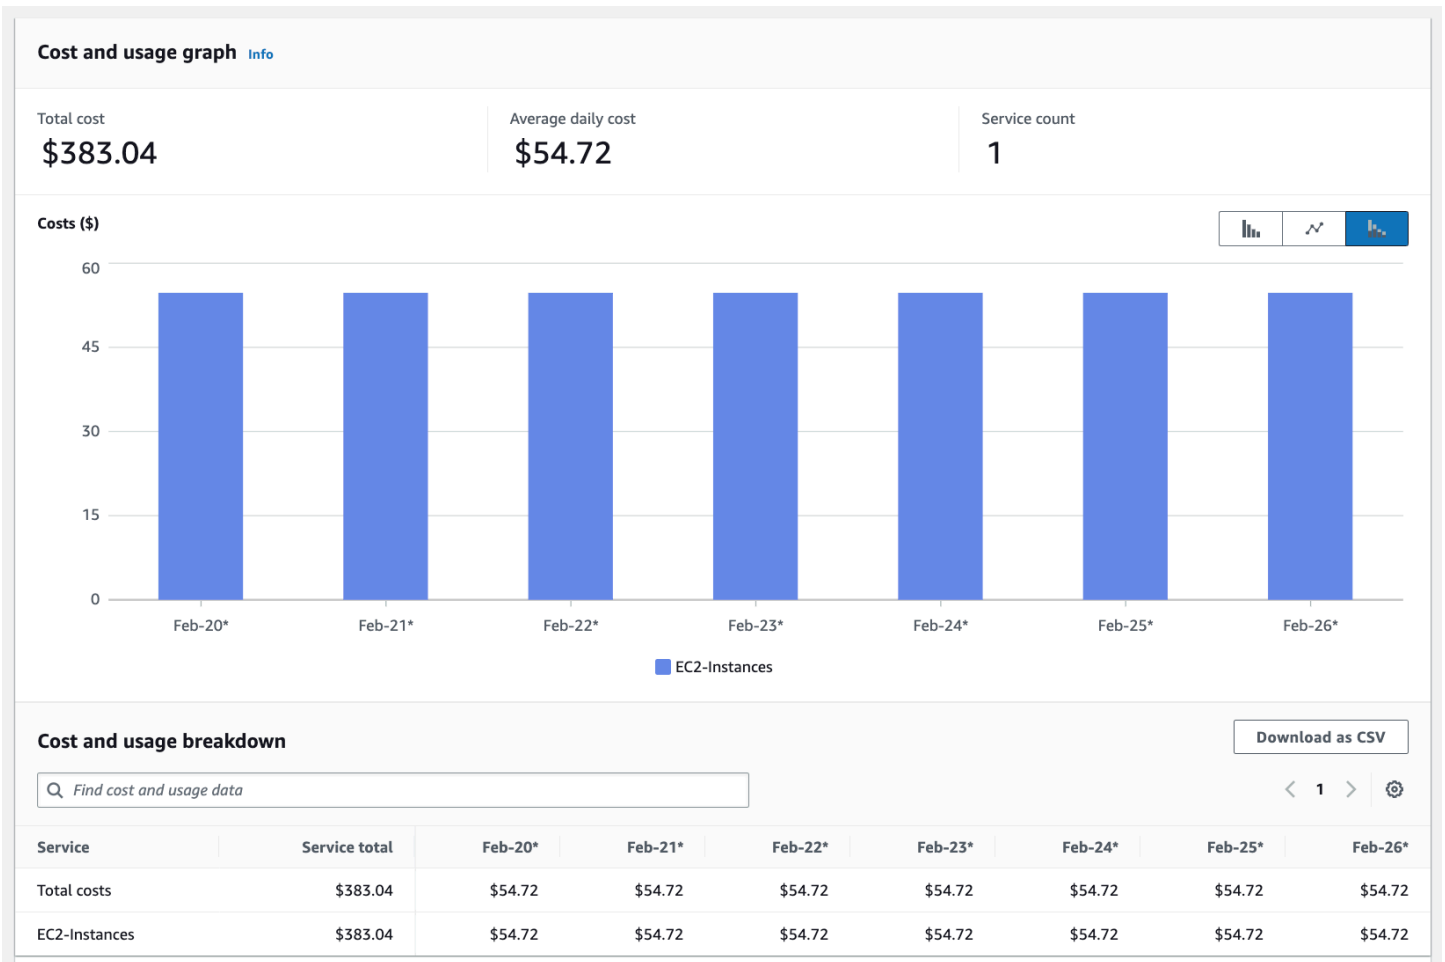 Cost and usage graph Info
Total cost
$383.04
Average daily cost
$54.72
Service count
1
Costs ($)
60
45
30
15
0
Feb-20* Feb-21* Feb-22* Feb-23* Feb-24* Feb-25* Feb-26*
EC2-Instances
Cost and usage breakdown
Download as CSV
Find cost and usage data
1
Service Service total Feb-20* Feb-21* Feb-22* Feb-23* Feb-24* Feb-25* Feb-26*
Total costs $383.04 $54.72 $54.72 $54.72 $54.72 $54.72 $54.72 $54.72
EC2-Instances $383.04 $54.72 $54.72 $54.72 $54.72 $54.72 $54.72 $54.72